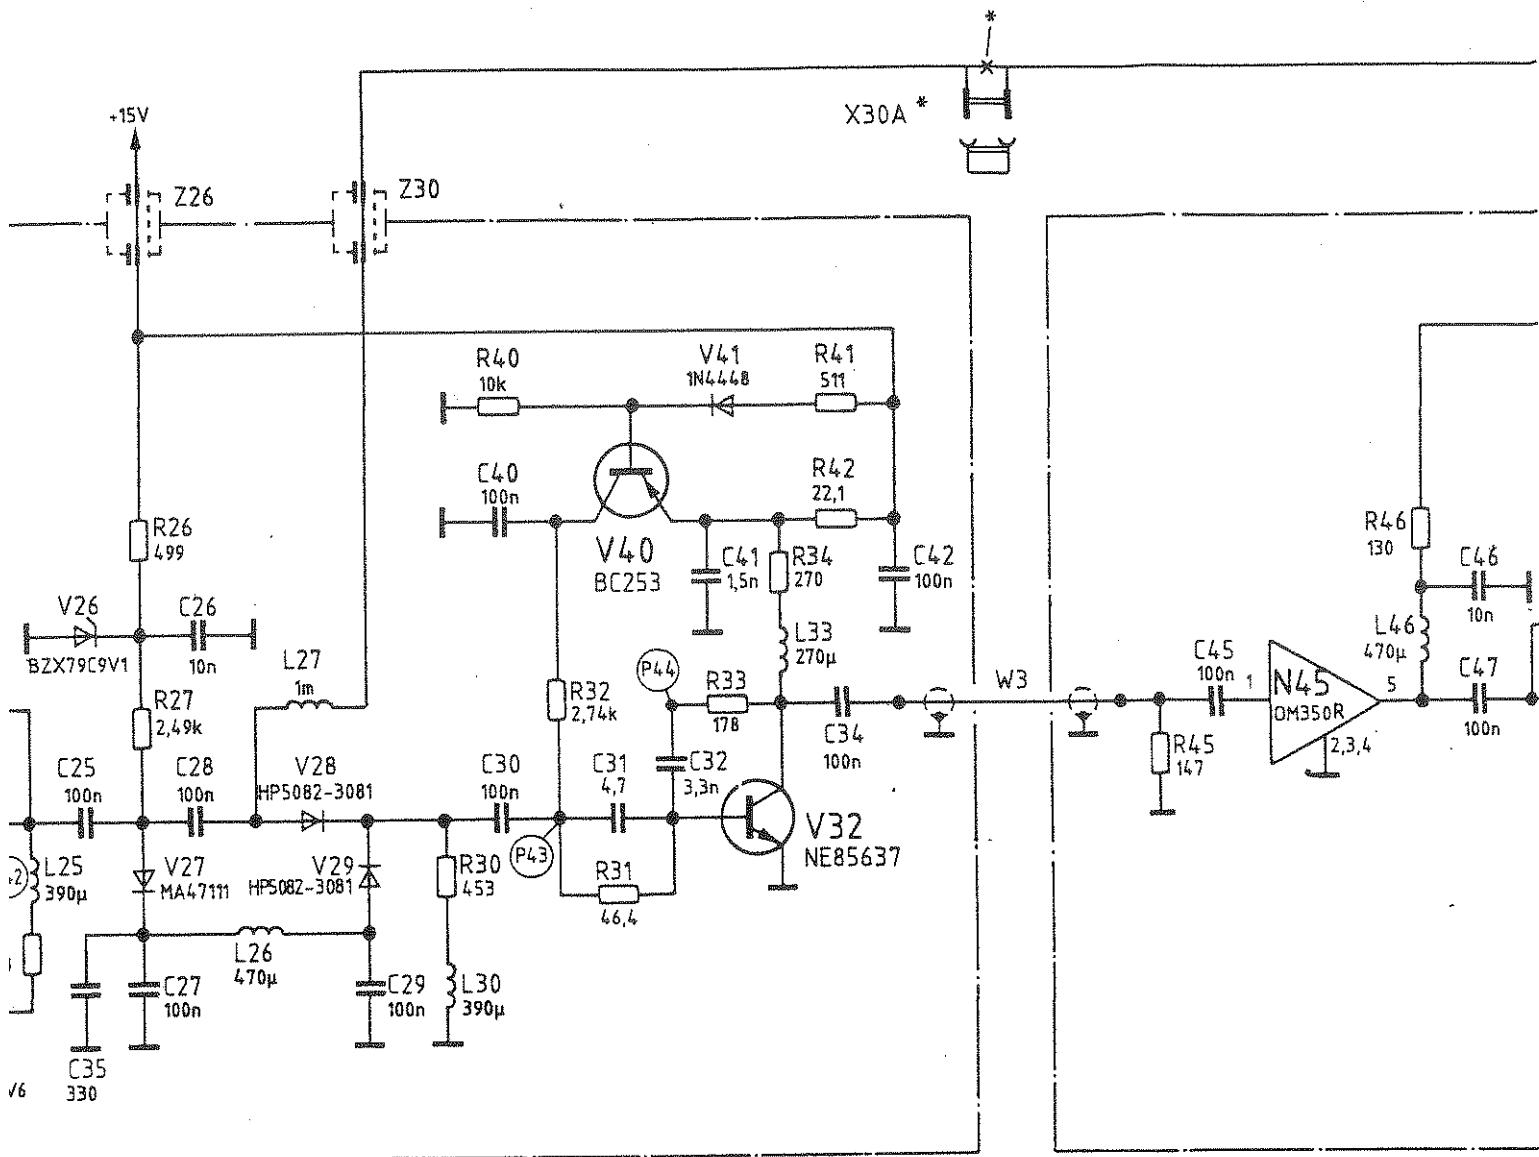 *
X30A *
+15V
Z26
Z30
R40
10k
V41
1N4448
R41
511
C40
100n
R42
22,1
V40
BC253
R26
499
C41
1,5n
R34
270
C42
100n
R46
130
C46
10n
V26
BZX79C9V1
C26
10n
L27
1m
L33
270µ
L46
470µ
R27
2,49k
R32
2,74k
P44
R33
178
C34
100n
W3
C45
100n
1
N45
OM350R
5
2,3,4
C47
100n
R45
147
C25
100n
C28
100n
V28
HP5082-3081
C30
100n
C31
4,7
C32
3,3n
V32
NE85637
P43
L25
390µ
V27
MA47111
V29
HP5082-3081
R30
453
R31
46,4
L26
470µ
C27
100n
C29
100n
L30
390µ
C35
330
V6